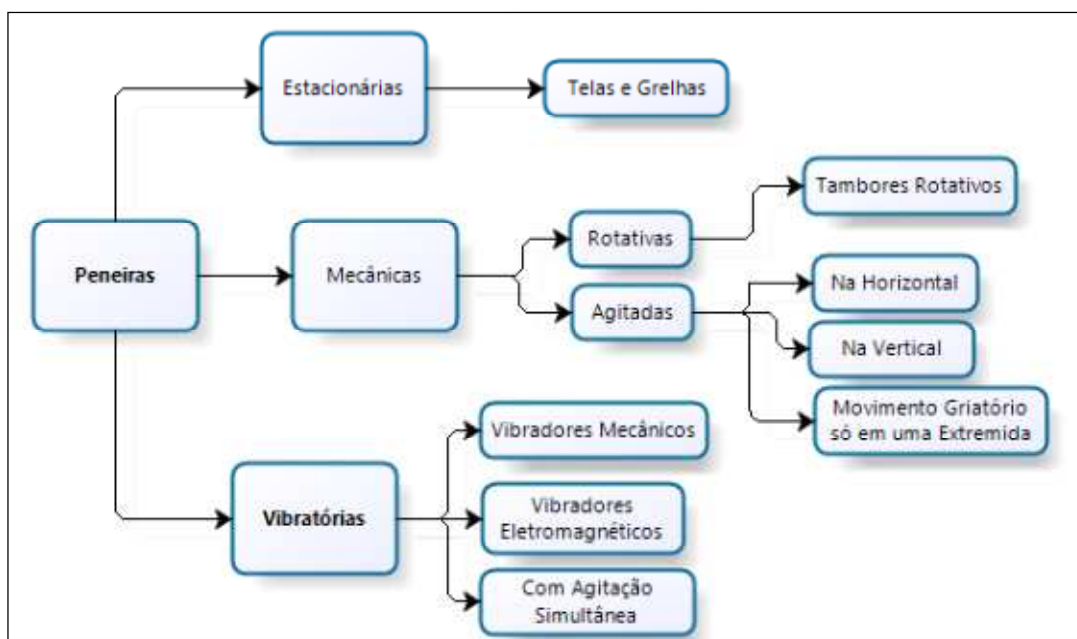 Estacionárias
Telas e Grelhas
Peneiras
Mecânicas
Rotativas
Tambores Rotativos
Agitadas
Na Horizontal
Na Vertical
Movimento Griatório
só em uma Extremida
Vibratórias
Vibradores Mecânicos
Vibradores
Eletromagnéticos
Com Agitação
Simultânea